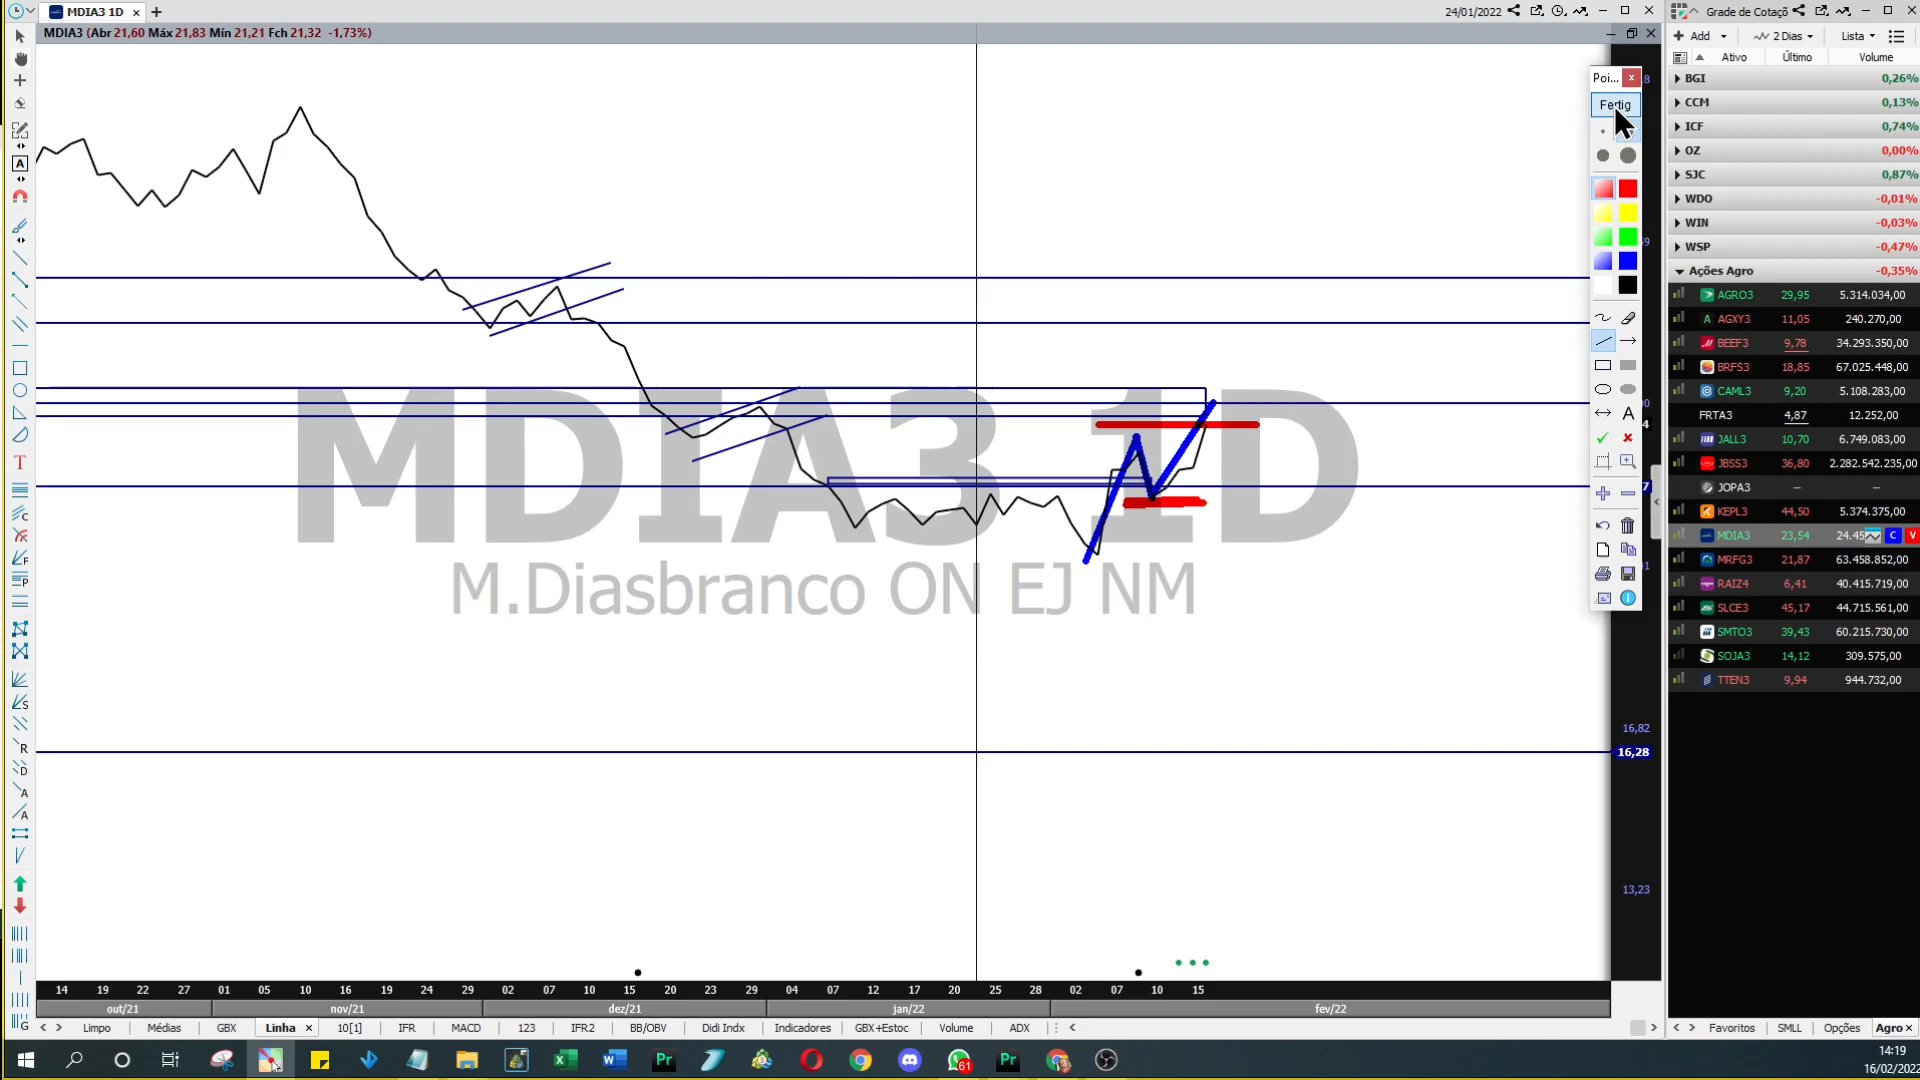 MDIA3 1D
24/01/2022
Grade de Cotaçõ
MDIA3 (Abr 21,60 Máx 21,83 Mín 21,21 Fch 21,32 -1,73%)
Add
2 Dias
Lista
Ativo Último Volume
BGI 0,26%
CCM 0,13%
ICF 0,74%
OZ 0,00%
SJC 0,87%
WDO -0,01%
WIN -0,03%
WSP -0,47%
Ações Agro -0,35%
AGRO3 29,95 5.314.034,00
AGXY3 11,05 240.270,00
BEEF3 9,78 34.293.350,00
BRFS3 18,85 67.025.448,00
CAML3 9,20 5.108.283,00
FRTA3 4,87 12.252,00
JALL3 10,70 6.749.083,00
JBSS3 36,80 2.282.542.235,00
JOPA3 – –
KEPL3 44,50 5.374.375,00
MDIA3 23,54 24.45 C V
MRFG3 21,87 63.458.852,00
RAIZ4 6,41 40.415.719,00
SLCE3 45,17 44.715.561,00
SMTO3 39,43 60.215.730,00
SOJA3 14,12 309.575,00
TTEN3 9,94 944.732,00
Poi...
Fertig
MDIA3 1D
M.Diasbranco ON EJ NM
16,82
16,28
13,23
14 19 22 27 01 05 10 16 19 24 29 02 07 10 15 20 23 29 04 07 12 17 20 25 28 02 07 10 15
out/21 nov/21 dez/21 jan/22 fev/22
Limpo Médias GBX Linha 10[1] IFR MACD 123 IFR2 BB/OBV Didi Indx Indicadores GBX+Estoc Volume ADX
Favoritos SMLL Opções Agro
61
14:19
16/02/2022